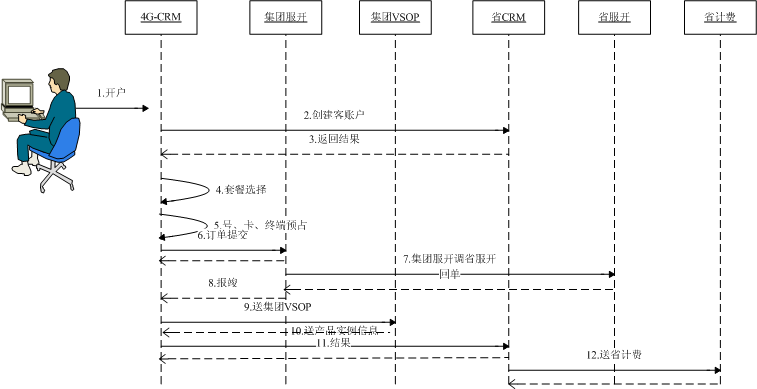 4G-CRM
集团服开
集团VSOP
省CRM
省服开
省计费
1.开户
2.创建客账户
3.返回结果
4.套餐选择
5.号、卡、终端预占
6.订单提交
7.集团服开调省服开
回单
8.报竣
9.送集团VSOP
10.送产品实例信息
11.结果
12.送省计费